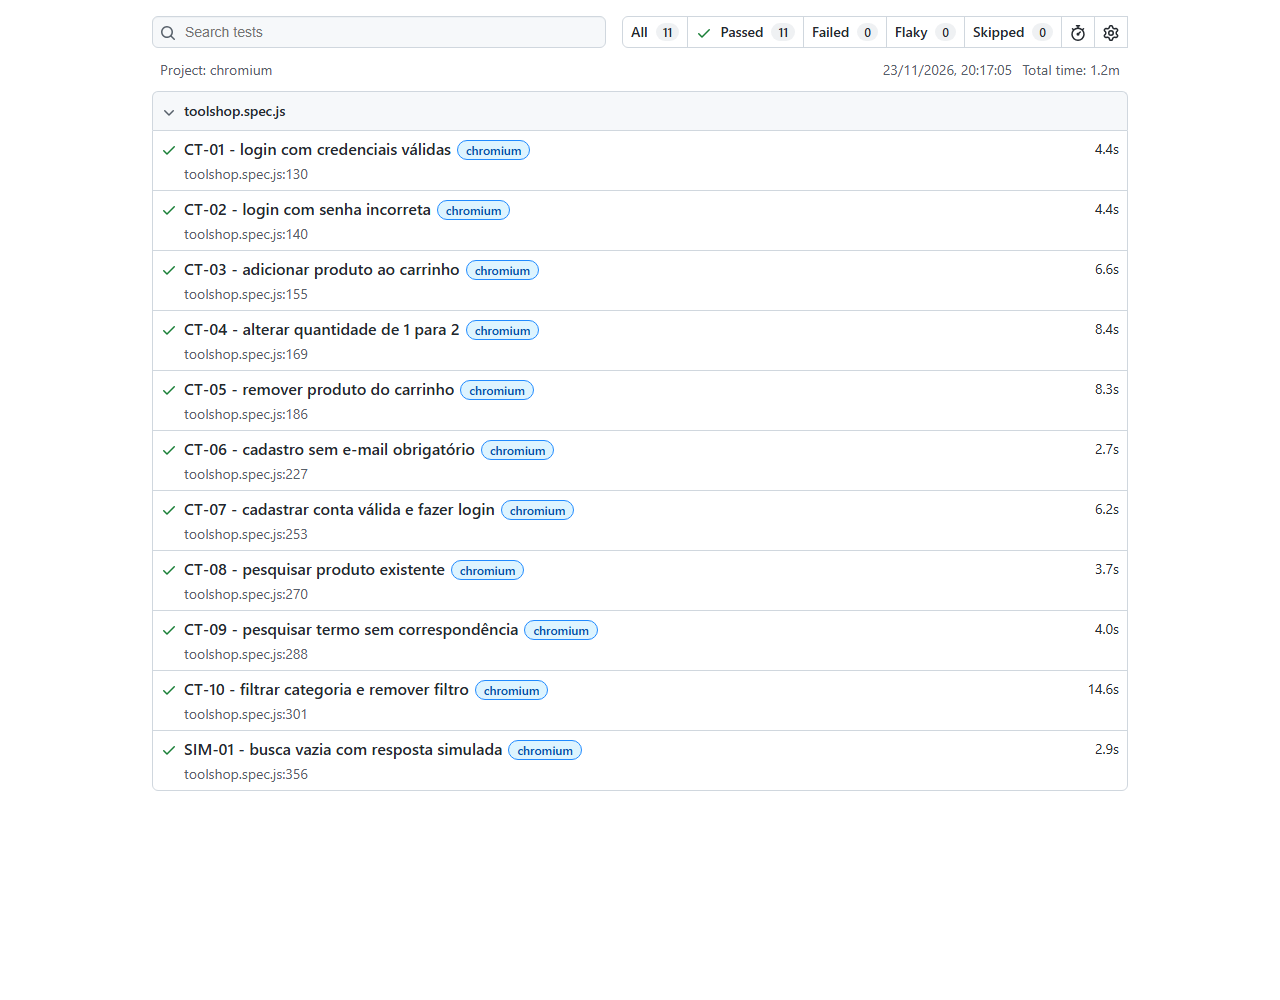 Search tests
All 11 Passed 11 Failed 0 Flaky 0 Skipped 0
Project: chromium 23/11/2026, 20:17:05 Total time: 1.2m
toolshop.spec.js
CT-01 - login com credenciais válidas chromium 4.4s
toolshop.spec.js:130
CT-02 - login com senha incorreta chromium 4.4s
toolshop.spec.js:140
CT-03 - adicionar produto ao carrinho chromium 6.6s
toolshop.spec.js:155
CT-04 - alterar quantidade de 1 para 2 chromium 8.4s
toolshop.spec.js:169
CT-05 - remover produto do carrinho chromium 8.3s
toolshop.spec.js:186
CT-06 - cadastro sem e-mail obrigatório chromium 2.7s
toolshop.spec.js:227
CT-07 - cadastrar conta válida e fazer login chromium 6.2s
toolshop.spec.js:253
CT-08 - pesquisar produto existente chromium 3.7s
toolshop.spec.js:270
CT-09 - pesquisar termo sem correspondência chromium 4.0s
toolshop.spec.js:288
CT-10 - filtrar categoria e remover filtro chromium 14.6s
toolshop.spec.js:301
SIM-01 - busca vazia com resposta simulada chromium 2.9s
toolshop.spec.js:356